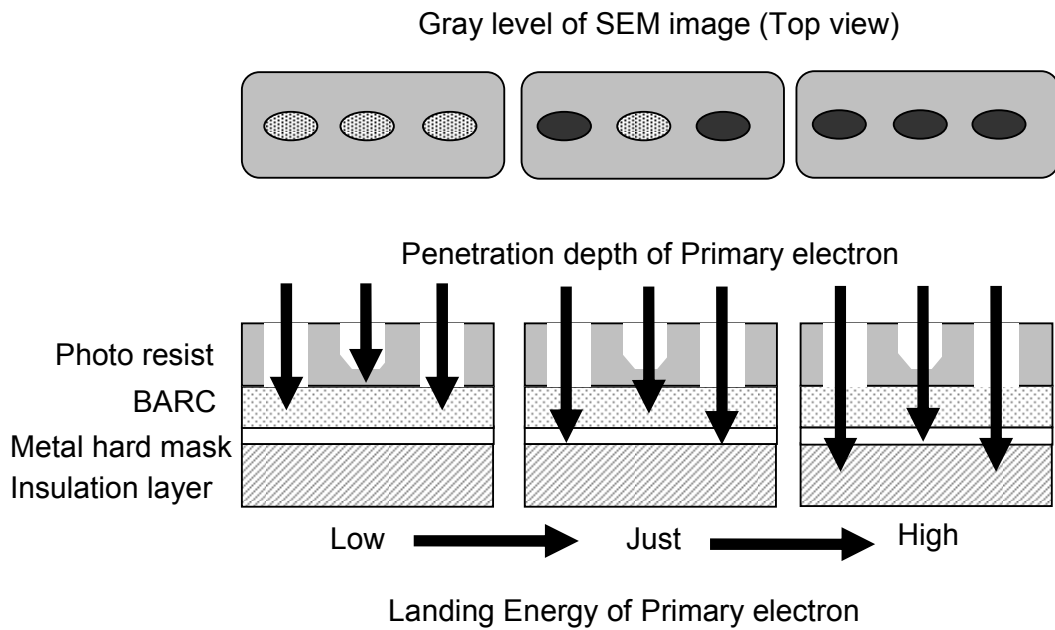 Gray level of SEM image (Top view)
Penetration depth of Primary electron
Photo resist
BARC
Metal hard mask
Insulation layer
Low
Just
High
Landing Energy of Primary electron